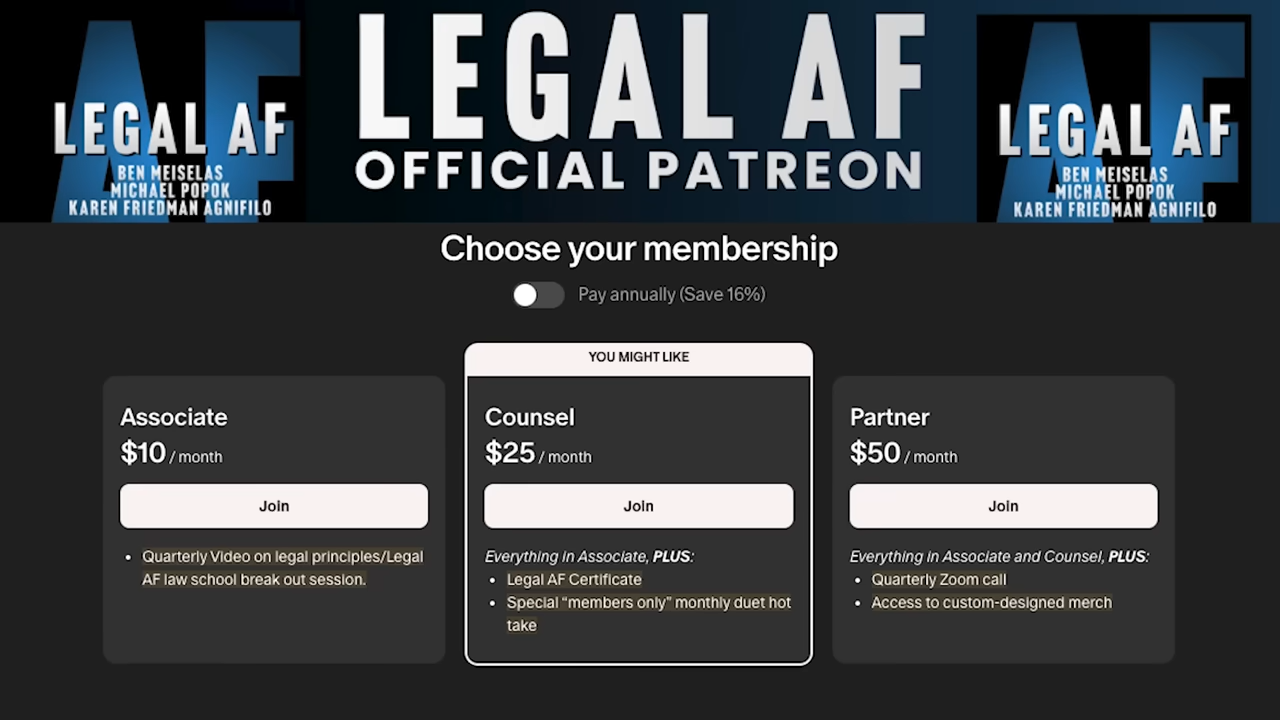 LEGAL AF
BEN MEISELAS
MICHAEL POPOK
KAREN FRIEDMAN AGNIFILO
LEGAL AF
OFFICIAL PATREON
LEGAL AF
BEN MEISELAS
MICHAEL POPOK
KAREN FRIEDMAN AGNIFILO
Choose your membership
Pay annually (Save 16%)
Associate
$10 / month
Join
• Quarterly Video on legal principles/Legal
AF law school break out session.
YOU MIGHT LIKE
Counsel
$25 / month
Join
Everything in Associate, PLUS:
• Legal AF Certificate
• Special “members only” monthly duet hot
take
Partner
$50 / month
Join
Everything in Associate and Counsel, PLUS:
• Quarterly Zoom call
• Access to custom-designed merch